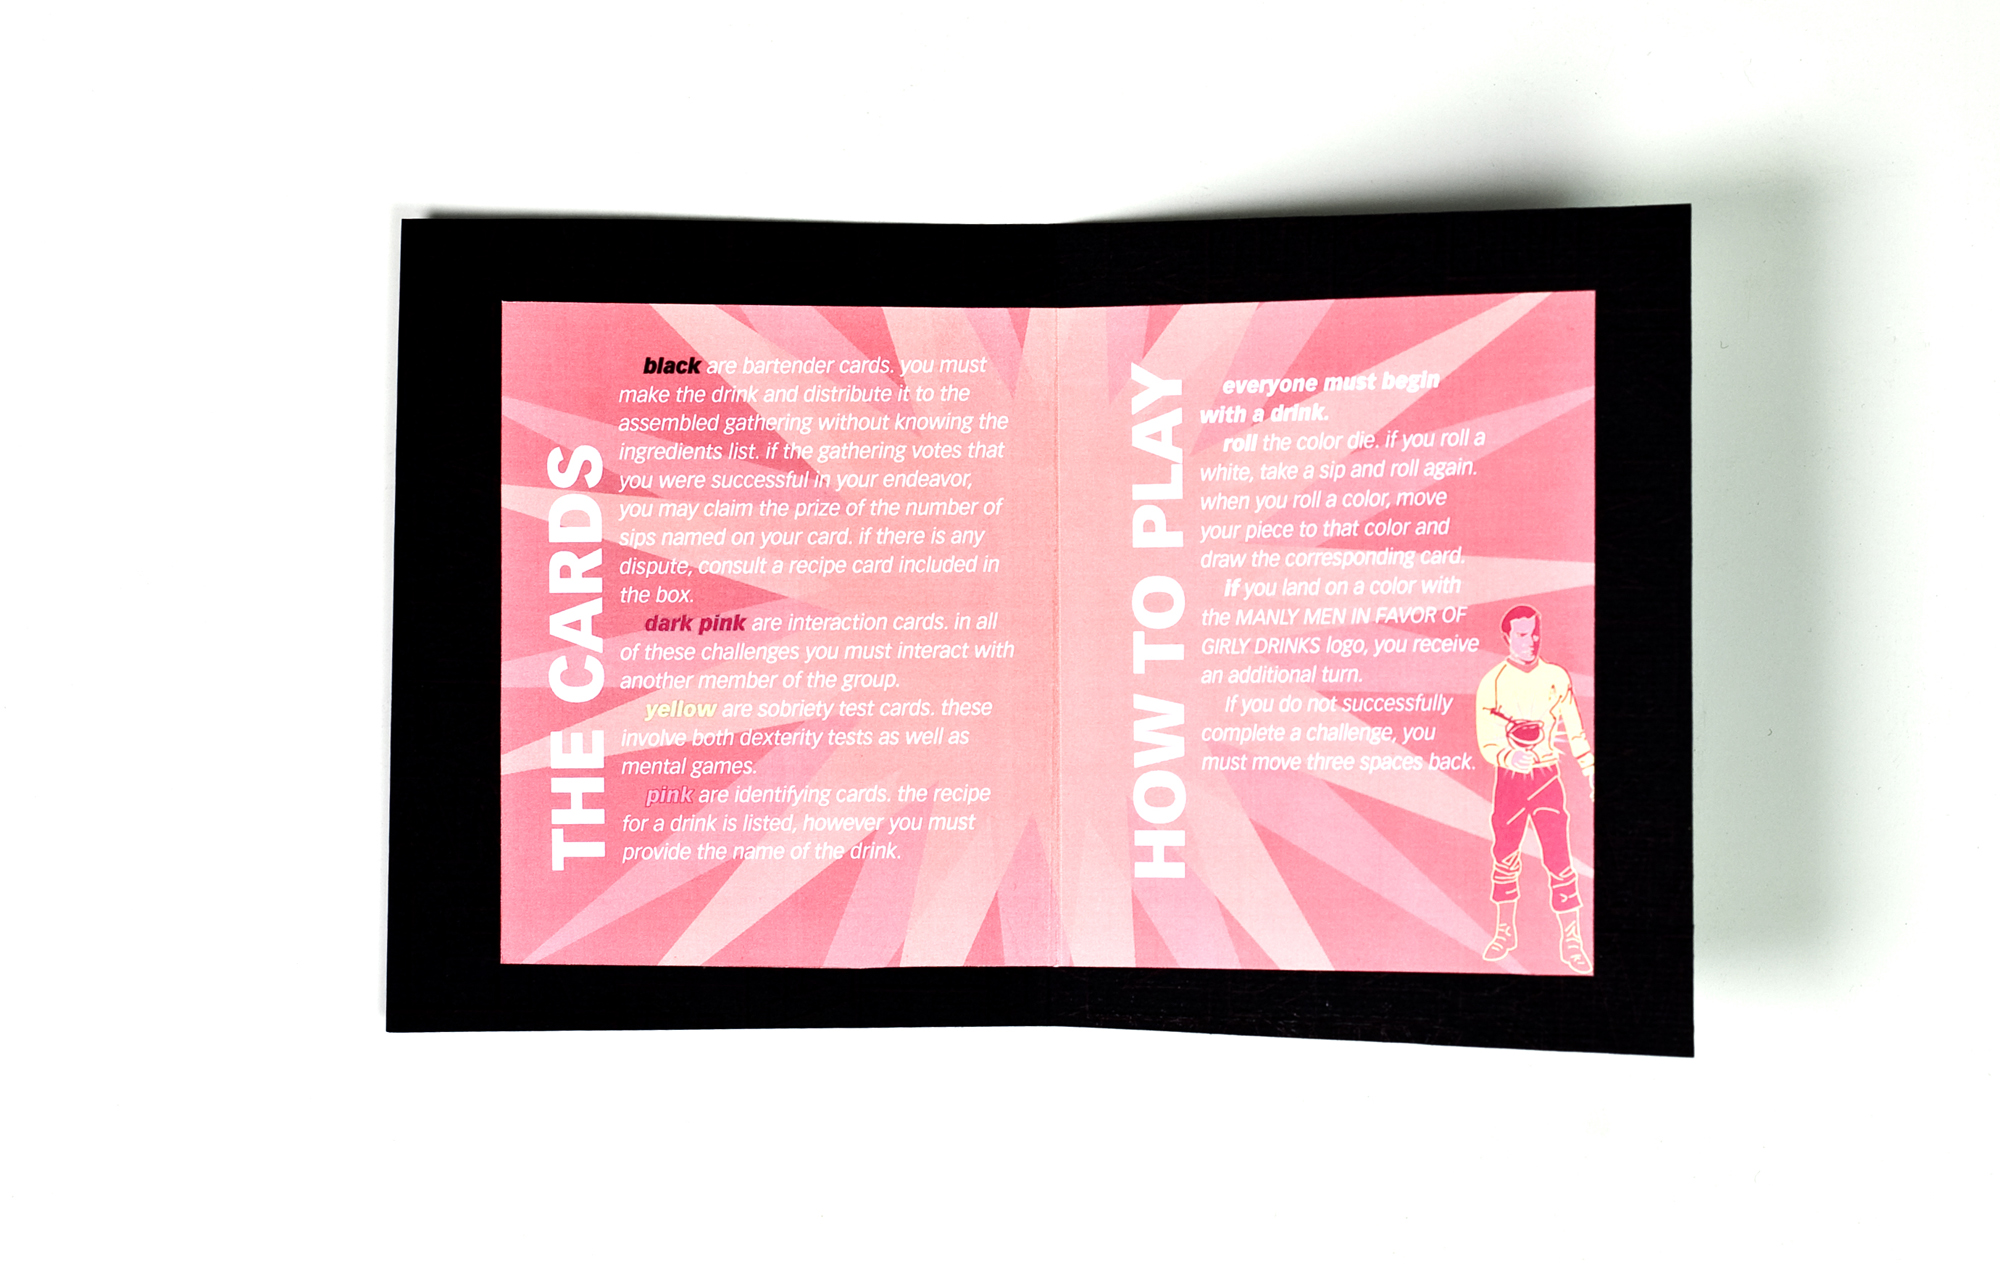 THE CARDS
black are bartender cards. you must
make the drink and distribute it to the
assembled gathering without knowing the
ingredients list. if the gathering votes that
you were successful in your endeavor,
you may claim the prize of the number of
sips named on your card. if there is any
dispute, consult a recipe card included in
the box.
dark pink are interaction cards. in all
of these challenges you must interact with
another member of the group.
yellow are sobriety test cards. these
involve both dexterity tests as well as
mental games.
pink are identifying cards. the recipe
for a drink is listed, however you must
provide the name of the drink.
HOW TO PLAY
everyone must begin
with a drink.
roll the color die. if you roll a
white, take a sip and roll again.
when you roll a color, move
your piece to that color and
draw the corresponding card.
if you land on a color with
the MANLY MEN IN FAVOR OF
GIRLY DRINKS logo, you receive
an additional turn.
If you do not successfully
complete a challenge, you
must move three spaces back.